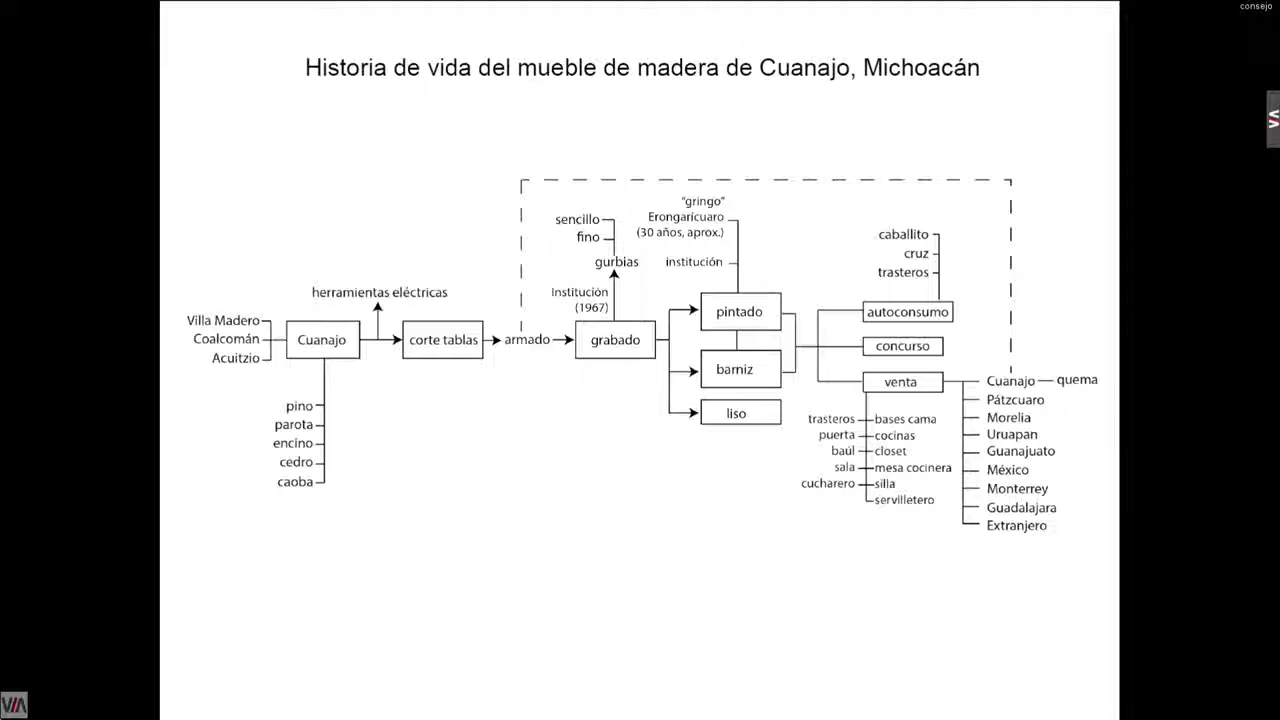 consejo
Historia de vida del mueble de madera de Cuanajo, Michoacán
"gringo"
Erongarícuaro
(30 años, aprox.)
institución
sencillo
fino
gurbias
Institución
(1967)
caballito
cruz
trasteros
herramientas eléctricas
Villa Madero
Coalcomán
Acuitzio
Cuanajo
corte tablas
armado
grabado
pintado
barniz
liso
autoconsumo
concurso
venta
pino
parota
encino
cedro
caoba
trasteros
puerta
baúl
sala
cucharero
bases cama
cocinas
closet
mesa cocinera
silla
servilletero
Cuanajo
quema
Pátzcuaro
Morelia
Uruapan
Guanajuato
México
Monterrey
Guadalajara
Extranjero
VIA